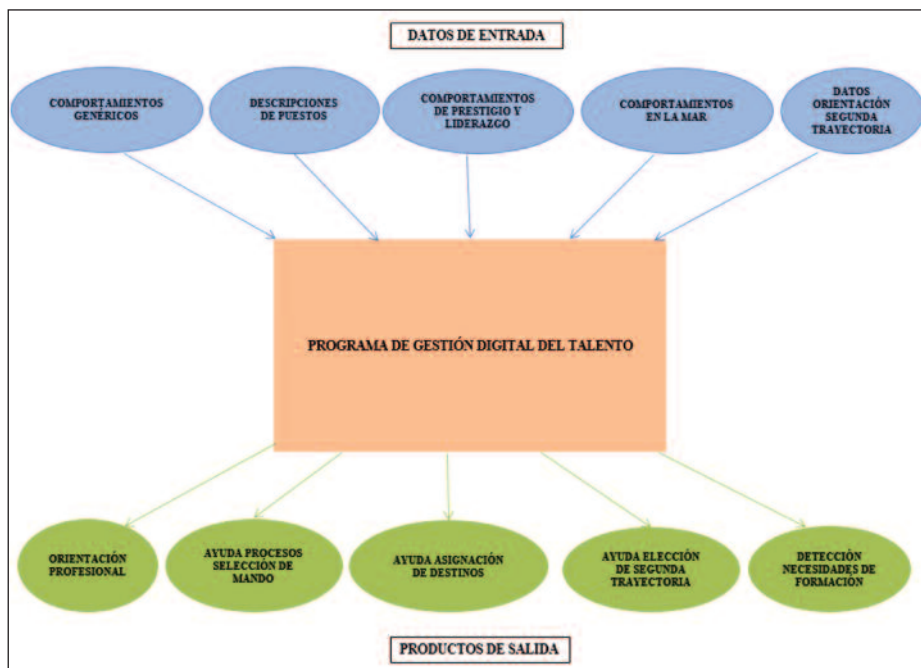 DATOS DE ENTRADA
COMPORTAMIENTOS
GENÉRICOS
DESCRIPCIONES
DE PUESTOS
COMPORTAMIENTOS
DE PRESTIGIO Y
LIDERAZGO
COMPORTAMIENTOS
EN LA MAR
DATOS
ORIENTACIÓN
SEGUNDA
TRAYECTORIA
PROGRAMA DE GESTIÓN DIGITAL DEL TALENTO
ORIENTACIÓN
PROFESIONAL
AYUDA PROCESOS
SELECCIÓN DE
MANDO
AYUDA ASIGNACIÓN
DE DESTINOS
AYUDA ELECCIÓN
DE SEGUNDA
TRAYECTORIA
DETECCIÓN
NECESIDADES DE
FORMACIÓN
PRODUCTOS DE SALIDA